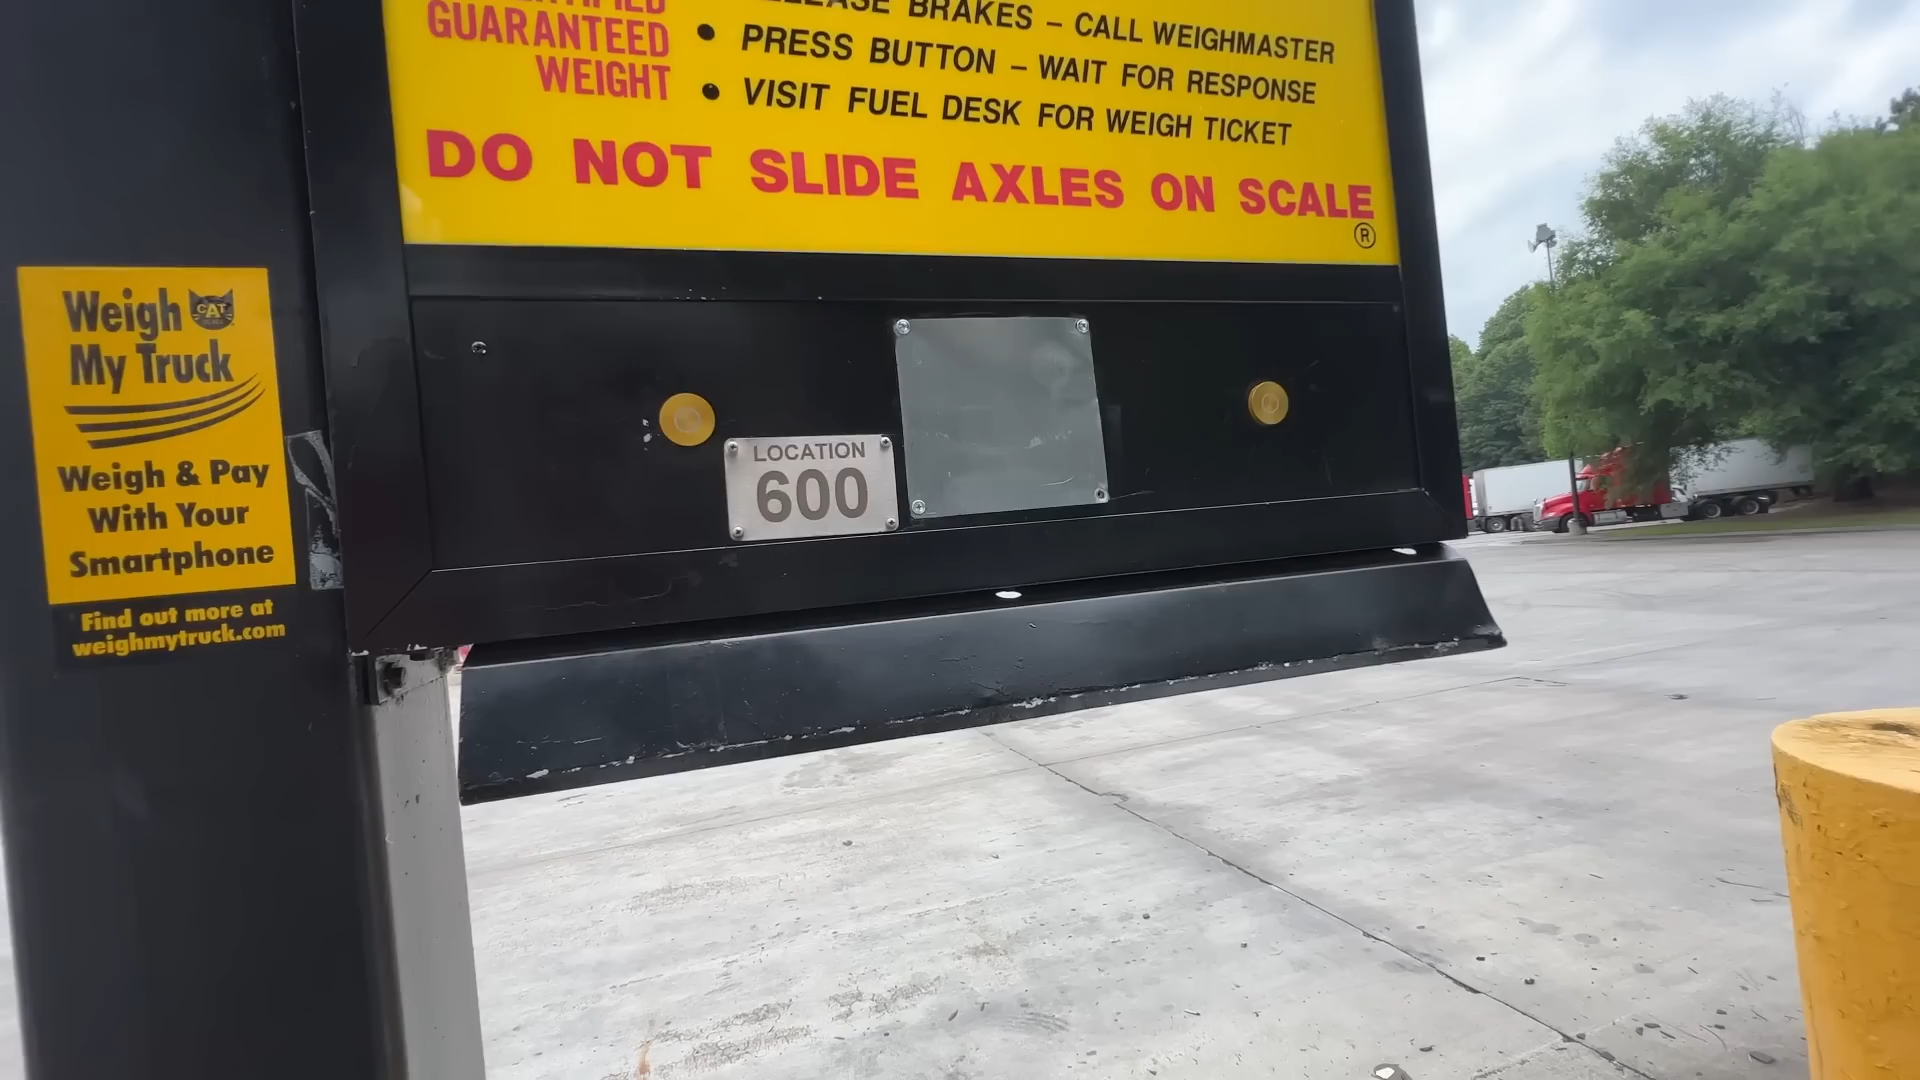 GUARANTEED
WEIGHT
BRAKES – CALL WEIGHMASTER
• PRESS BUTTON – WAIT FOR RESPONSE
• VISIT FUEL DESK FOR WEIGH TICKET
DO NOT SLIDE AXLES ON SCALE
®
Weigh
My Truck
CAT
Weigh & Pay
With Your
Smartphone
Find out more at
weighmytruck.com
LOCATION
600